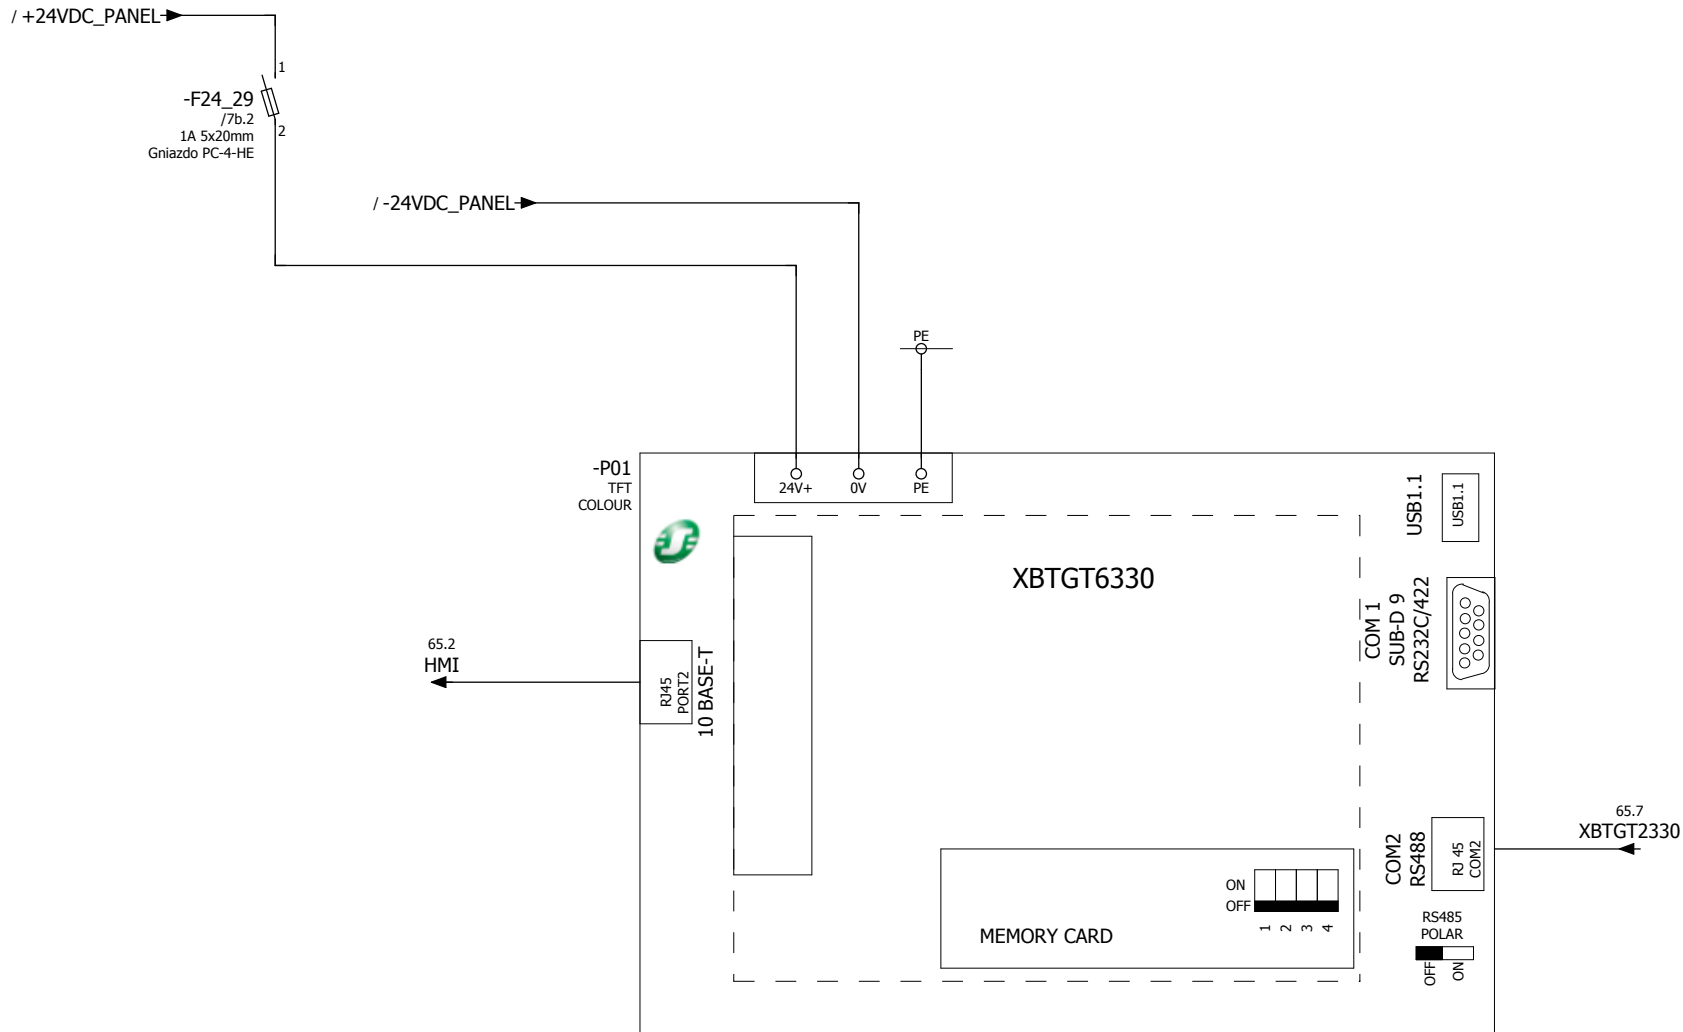 / +24VDC_PANEL
1
-F24_29
/7b.2
2
1A 5x20mm
Gniazdo PC-4-HE
/ -24VDC_PANEL
PE
-P01
TFT
COLOUR
24V+
0V
PE
USB1.1
USB1.1
XBTGT6330
COM 1
SUB-D 9
RS232C/422
65.2
HMI
RJ45
PORT2
10 BASE-T
65.7
XBTGT2330
COM2
RS488
RJ 45
COM2
ON
OFF
1
2
3
4
MEMORY CARD
RS485
POLAR
OFF
ON